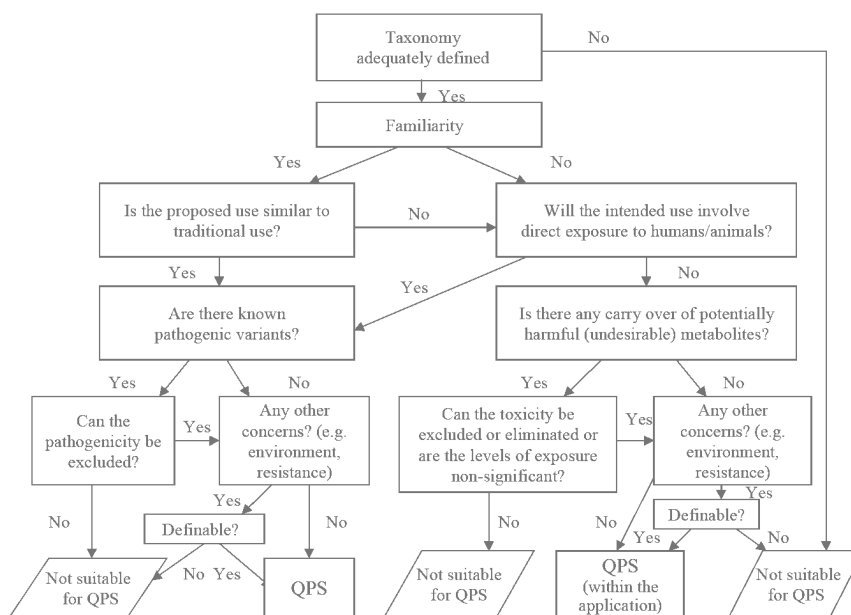 Taxonomy
adequately defined
No
Yes
Familiarity
Yes
No
Is the proposed use similar to
traditional use?
No
Will the intended use involve
direct exposure to humans/animals?
Yes
Yes
No
Are there known
pathogenic variants?
Is there any carry over of potentially
harmful (undesirable) metabolites?
Yes
No
Yes
No
Can the
pathogenicity be
excluded?
Yes
Any other
concerns? (e.g.
environment,
resistance)
Can the toxicity be
excluded or eliminated or
are the levels of exposure
non-significant?
Yes
Any other
concerns? (e.g.
environment,
resistance)
Yes
Yes
No
Definable?
No
No
No
Definable?
Yes
No
Not suitable
for QPS
No
Yes
QPS
Not suitable
for QPS
QPS
(within the
application)
Not suitable
for QPS